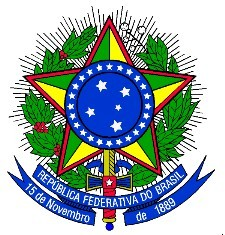 REPÚBLICA FEDERATIVA DO BRASIL
15 de Novembro de 1889